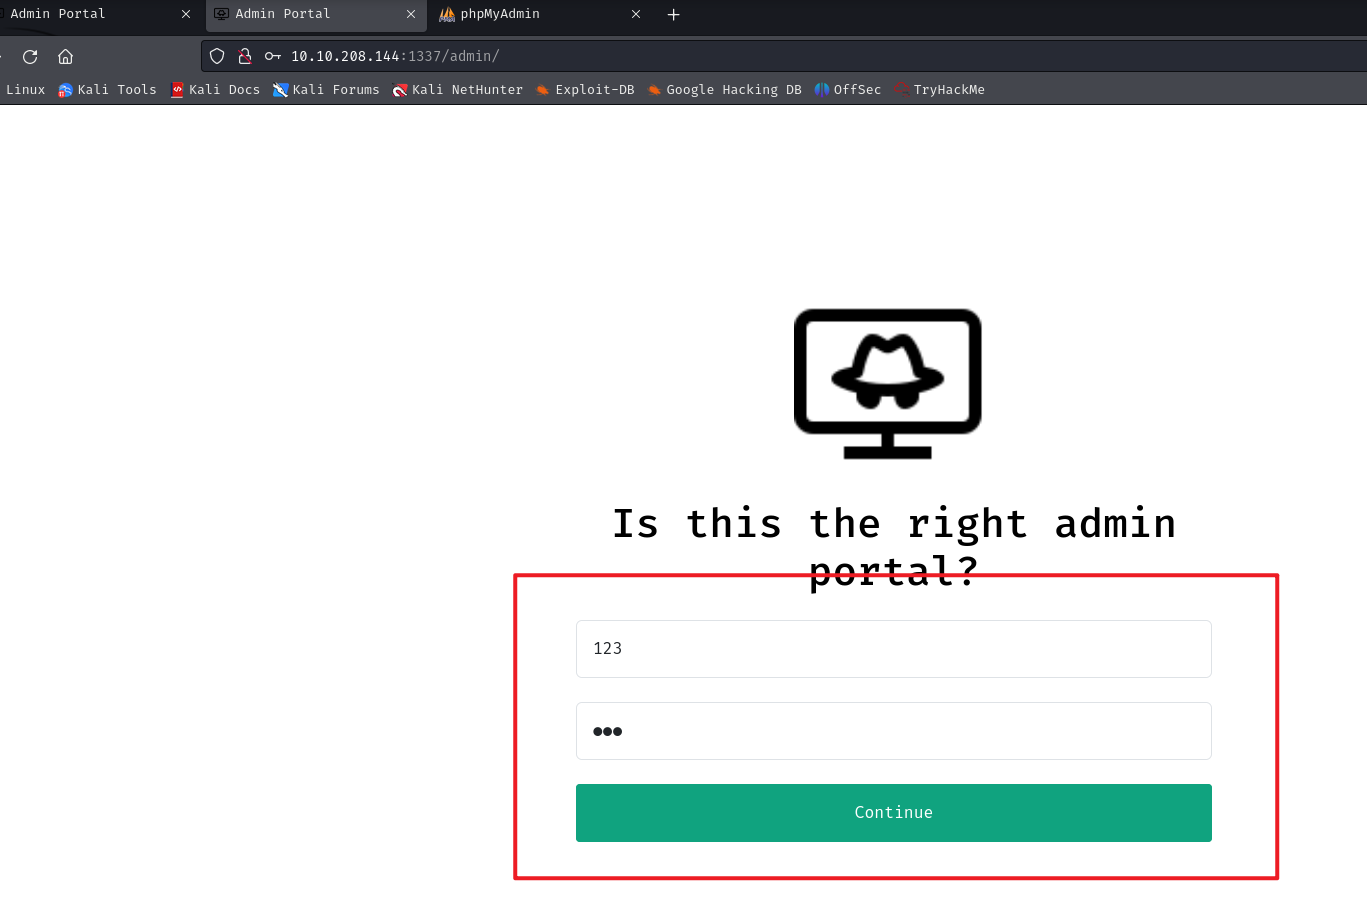 Admin Portal
Admin Portal
phpMyAdmin
10.10.208.144:1337/admin/
Linux Kali Tools Kali Docs Kali Forums Kali NetHunter Exploit-DB Google Hacking DB OffSec TryHackMe
Is this the right admin
portal?
123
Continue